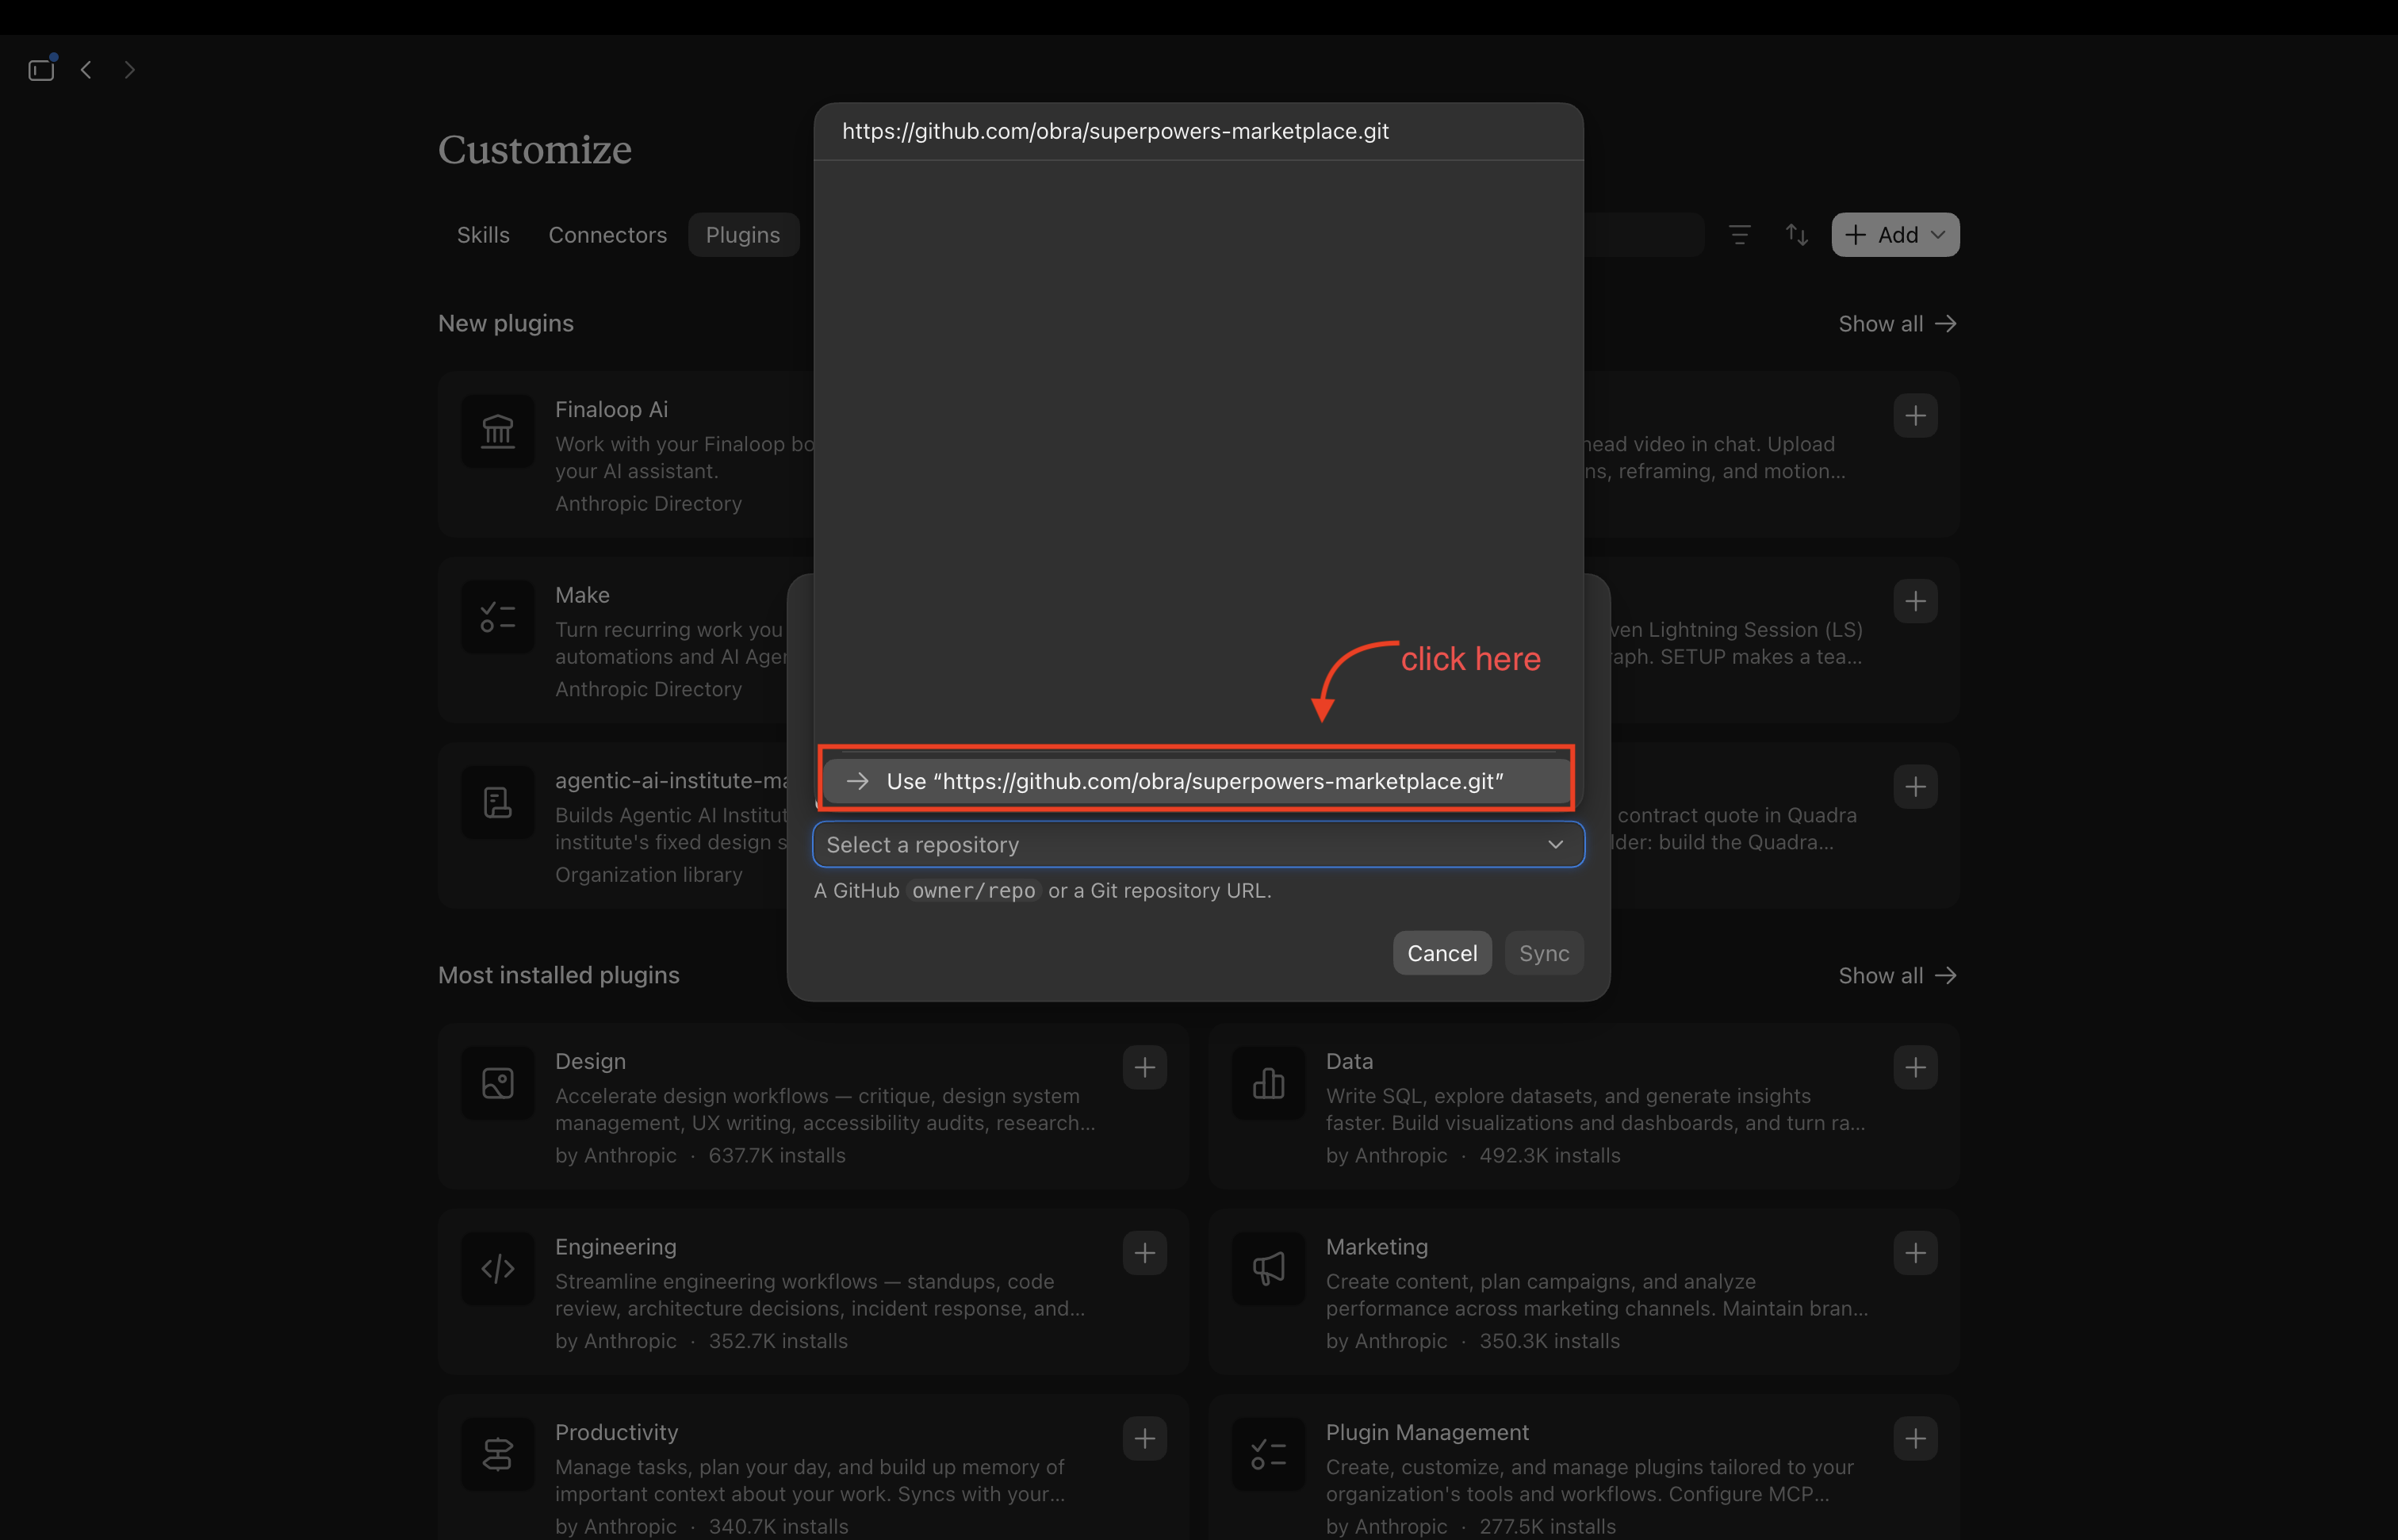 https://github.com/obra/superpowers-marketplace.git
Customize
Skills
Connectors
Plugins
Add
New plugins
Show all
Finaloop Ai
Work with your Finaloop
your AI assistant.
Anthropic Directory
video in chat. Upload
reframing, and motion...
Make
Turn recurring work you
automations and AI
Anthropic Directory
Lightning Session (LS)
SETUP makes a tea...
click here
agentic-ai-institute-
Builds Agentic AI
institute's fixed design
Organization library
contract quote in Quadra
build the Quadra...
Use “https://github.com/obra/superpowers-marketplace.git”
Select a repository
A GitHub owner/repo or a Git repository URL.
Cancel
Sync
Most installed plugins
Show all
Design
Accelerate design workflows — critique, design system
management, UX writing, accessibility audits, research...
by Anthropic · 637.7K installs
Data
Write SQL, explore datasets, and generate insights
faster. Build visualizations and dashboards, and turn ra...
by Anthropic · 492.3K installs
Engineering
Streamline engineering workflows — standups, code
review, architecture decisions, incident response, and...
by Anthropic · 352.7K installs
Marketing
Create content, plan campaigns, and analyze
performance across marketing channels. Maintain bran...
by Anthropic · 350.3K installs
Productivity
Manage tasks, plan your day, and build up memory of
important context about your work. Syncs with your...
by Anthropic · 340.7K installs
Plugin Management
Create, customize, and manage plugins tailored to your
organization's tools and workflows. Configure MCP...
by Anthropic · 277.5K installs